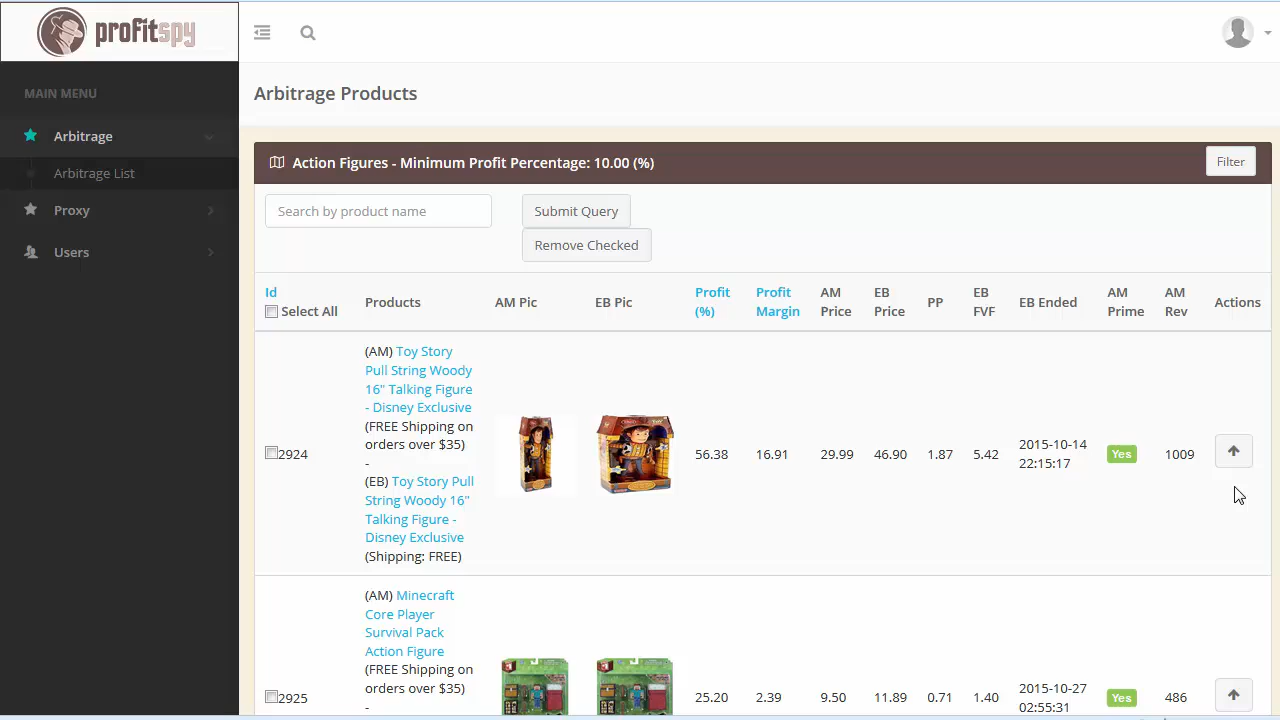 profitspy
MAIN MENU
Arbitrage
Arbitrage List
Proxy
Users
Arbitrage Products
Action Figures - Minimum Profit Percentage: 10.00 (%)
Filter
Search by product name
Submit Query
Remove Checked
Id
Select All
Products
AM Pic
EB Pic
Profit
(%)
Profit
Margin
AM
Price
EB
Price
PP
EB
FVF
EB Ended
AM
Prime
AM
Rev
Actions
2924
(AM) Toy Story
Pull String Woody
16" Talking Figure
- Disney Exclusive
(FREE Shipping on
orders over $35)
-
(EB) Toy Story Pull
String Woody 16"
Talking Figure -
Disney Exclusive
(Shipping: FREE)
56.38
16.91
29.99
46.90
1.87
5.42
2015-10-14
22:15:17
Yes
1009
2925
(AM) Minecraft
Core Player
Survival Pack
Action Figure
(FREE Shipping on
orders over $35)
-
25.20
2.39
9.50
11.89
0.71
1.40
2015-10-27
02:55:31
Yes
486